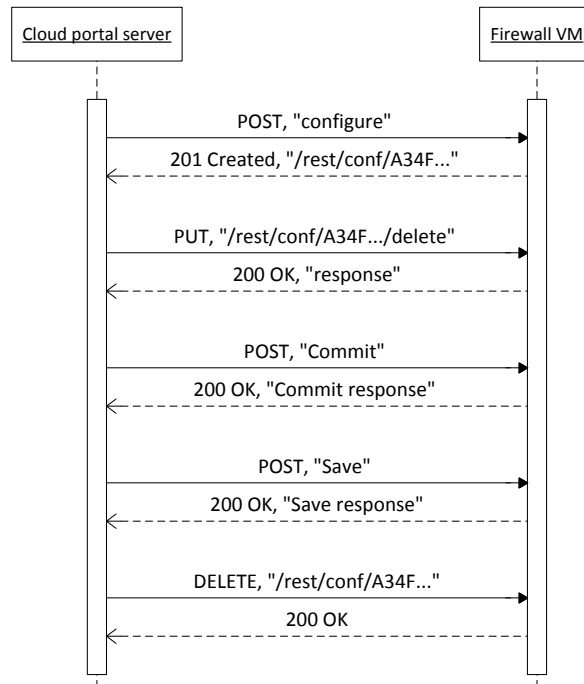 Cloud portal server
Firewall VM
POST, "configure"
201 Created, "/rest/conf/A34F..."
PUT, "/rest/conf/A34F.../delete"
200 OK, "response"
POST, "Commit"
200 OK, "Commit response"
POST, "Save"
200 OK, "Save response"
DELETE, "/rest/conf/A34F..."
200 OK